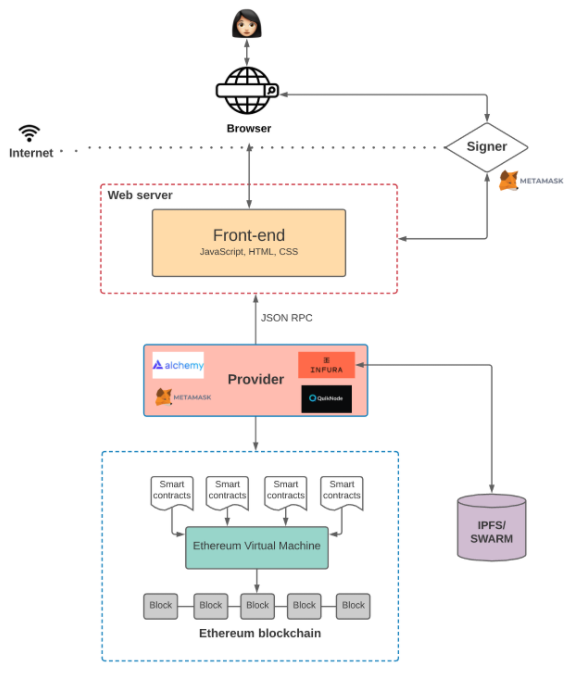 Browser
Internet
Signer
METAMASK
Web server
Front-end
JavaScript, HTML, CSS
JSON RPC
alchemy
INFURA
Provider
METAMASK
QuikNode
Smart
contracts
Smart
contracts
Smart
contracts
Smart
contracts
IPFS/
SWARM
Ethereum Virtual Machine
Block
Block
Block
Block
Block
Ethereum blockchain